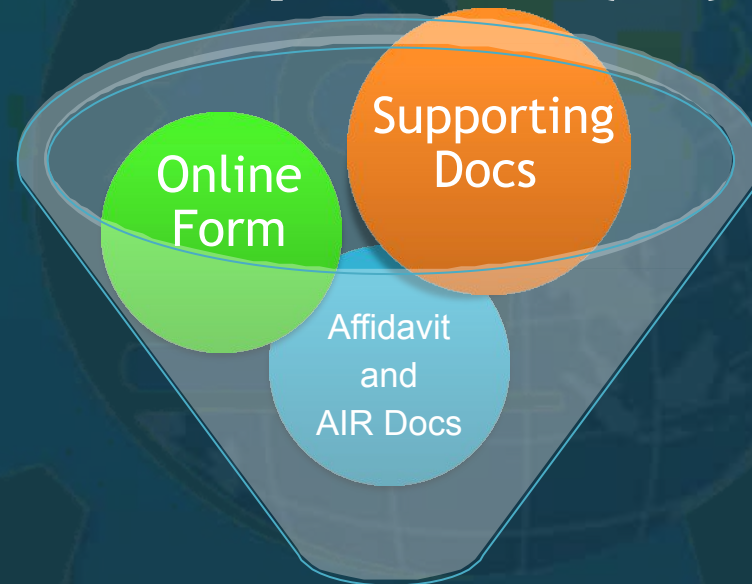 Supporting
Docs
Online
Form
Affidavit
and
AIR Docs